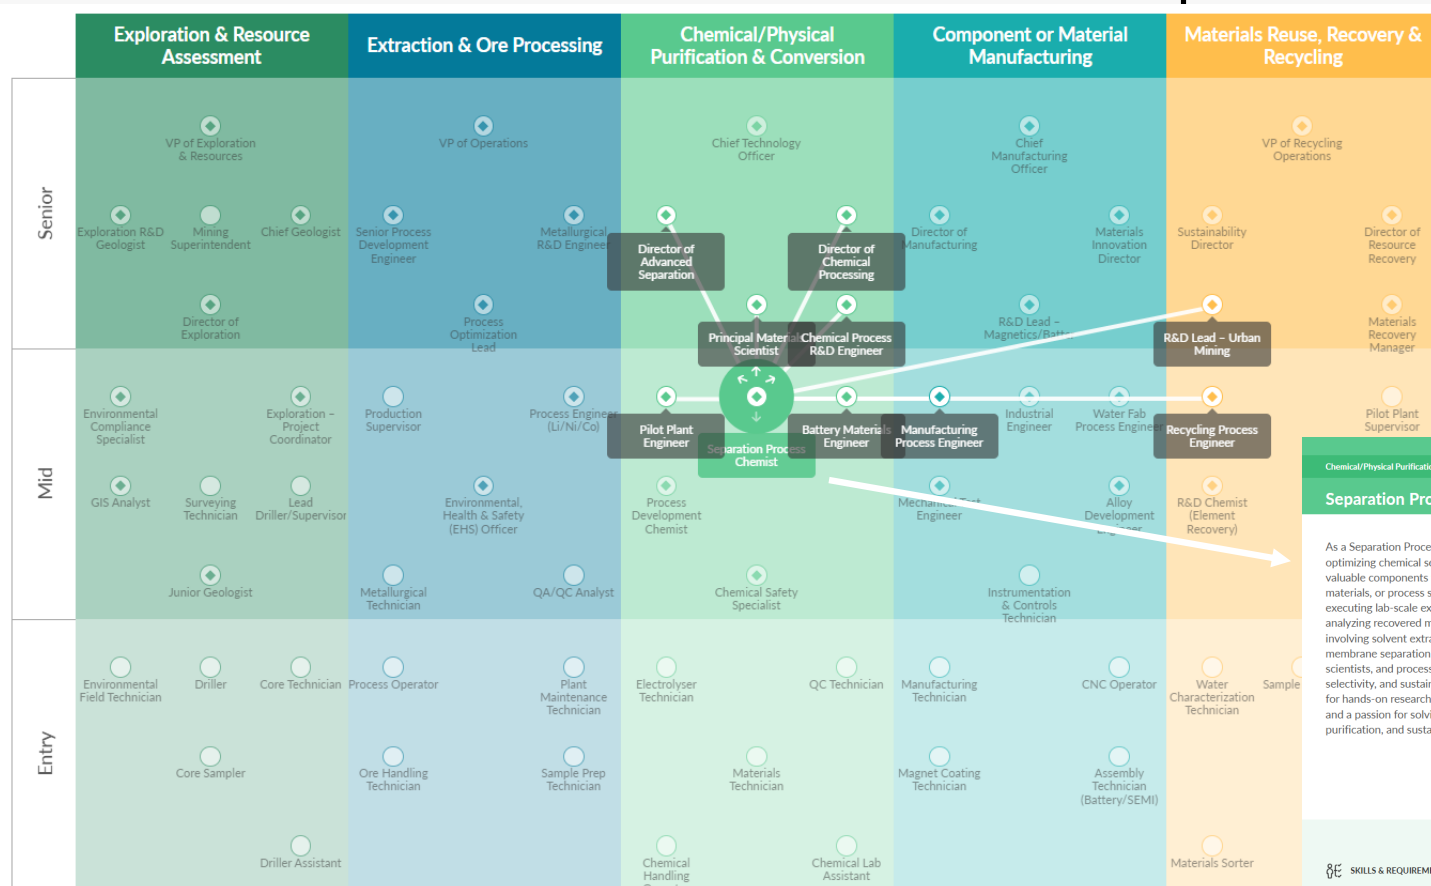 Exploration & Resource
Assessment
Extraction & Ore Processing
Chemical/Physical
Purification & Conversion
Component or Material
Manufacturing
Materials Reuse, Recovery &
Recycling
Senior
VP of Exploration
& Resources
VP of Operations
Chief Technology
Officer
Chief
Manufacturing
Officer
VP of Recycling
Operations
Exploration R&D
Geologist
Mining
Superintendent
Chief Geologist
Senior Process
Development
Engineer
Metallurgical
R&D Engineer
Director of
Advanced
Separation
Director of
Chemical
Processing
Director of
Manufacturing
Materials
Innovation
Director
Sustainability
Director
Director of
Resource
Recovery
Director of
Exploration
Process
Optimization
Lead
Principal Material
Scientist
Chemical Process
R&D Engineer
R&D Lead –
Magnetics/Batte
R&D Lead – Urban
Mining
Materials
Recovery
Manager
Mid
Environmental
Compliance
Specialist
Exploration –
Project
Coordinator
Production
Supervisor
Process Engineer
(Li/Ni/Co)
Pilot Plant
Engineer
Separation Process
Chemist
Battery Materials
Engineer
Manufacturing
Process Engineer
Industrial
Engineer
Water Fab
Process Engineer
Recycling Process
Engineer
Pilot Plant
Supervisor
GIS Analyst
Surveying
Technician
Lead
Driller/Supervisor
Environmental,
Health & Safety
(EHS) Officer
Process
Development
Chemist
Mechanical Test
Engineer
Alloy
Development
Engineer
R&D Chemist
(Element
Recovery)
Junior Geologist
Metallurgical
Technician
QA/QC Analyst
Chemical Safety
Specialist
Instrumentation
& Controls
Technician
Entry
Environmental
Field Technician
Driller
Core Technician
Process Operator
Plant
Maintenance
Technician
Electrolyser
Technician
QC Technician
Manufacturing
Technician
CNC Operator
Water
Characterization
Technician
Sample
Core Sampler
Ore Handling
Technician
Sample Prep
Technician
Materials
Technician
Magnet Coating
Technician
Assembly
Technician
(Battery/SEMI)
Driller Assistant
Chemical
Handling
Chemical Lab
Assistant
Materials Sorter
Chemical/Physical Purificatio
Separation Pro
As a Separation Proce
optimizing chemical se
valuable components
materials, or process s
executing lab-scale ex
analyzing recovered m
involving solvent extra
membrane separation
scientists, and process
selectivity, and sustain
for hands-on research
and a passion for solvi
purification, and susta
SKILLS & REQUIREM